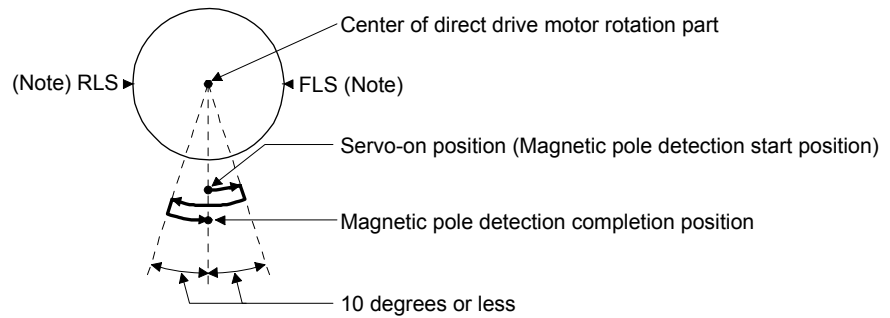 Center of direct drive motor rotation part
(Note) RLS
FLS (Note)
Servo-on position (Magnetic pole detection start position)
Magnetic pole detection completion position
10 degrees or less